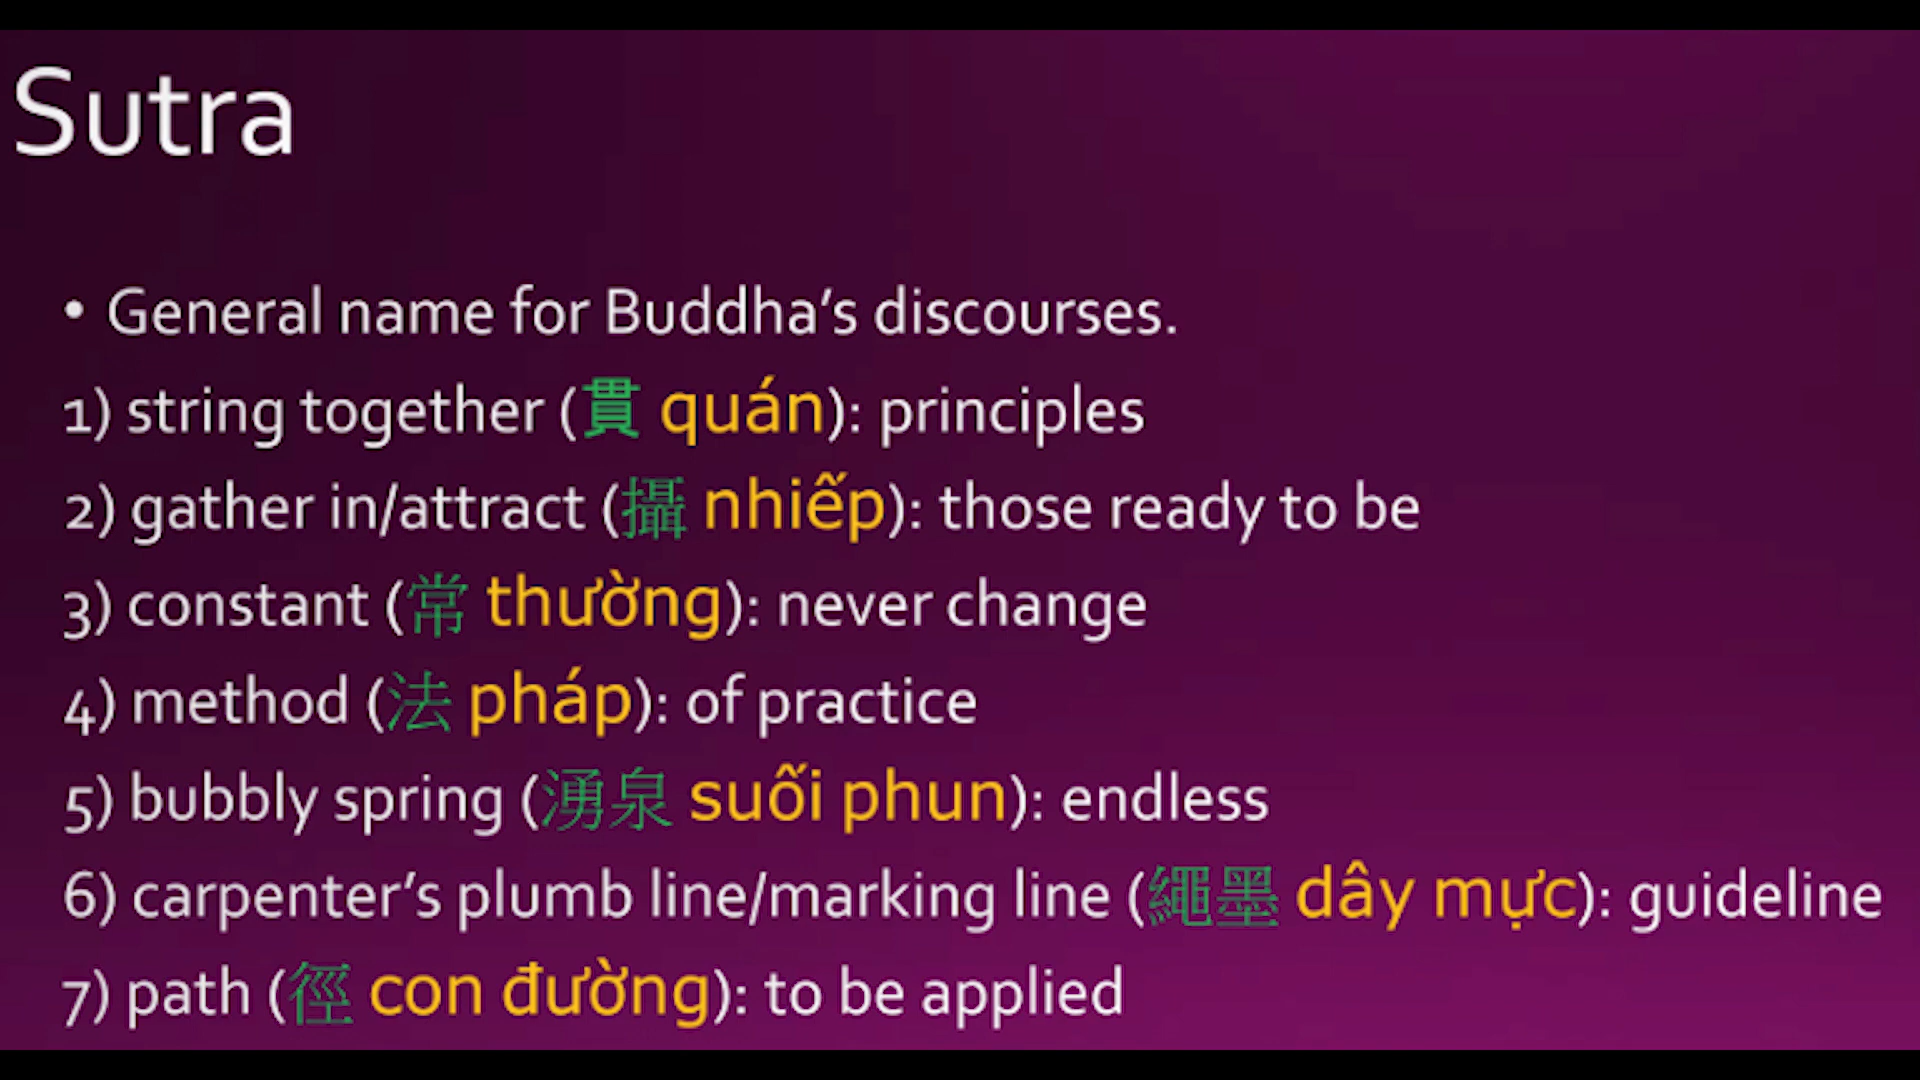 Sutra
• General name for Buddha's discourses.
1) string together (貫 quán): principles
2) gather in/attract (攝 nhiếp): those ready to be
3) constant (常 thường): never change
4) method (法 pháp): of practice
5) bubbly spring (湧泉 suối phun): endless
6) carpenter's plumb line/marking line (繩墨 dây mực): guideline
7) path (徑 con đường): to be applied